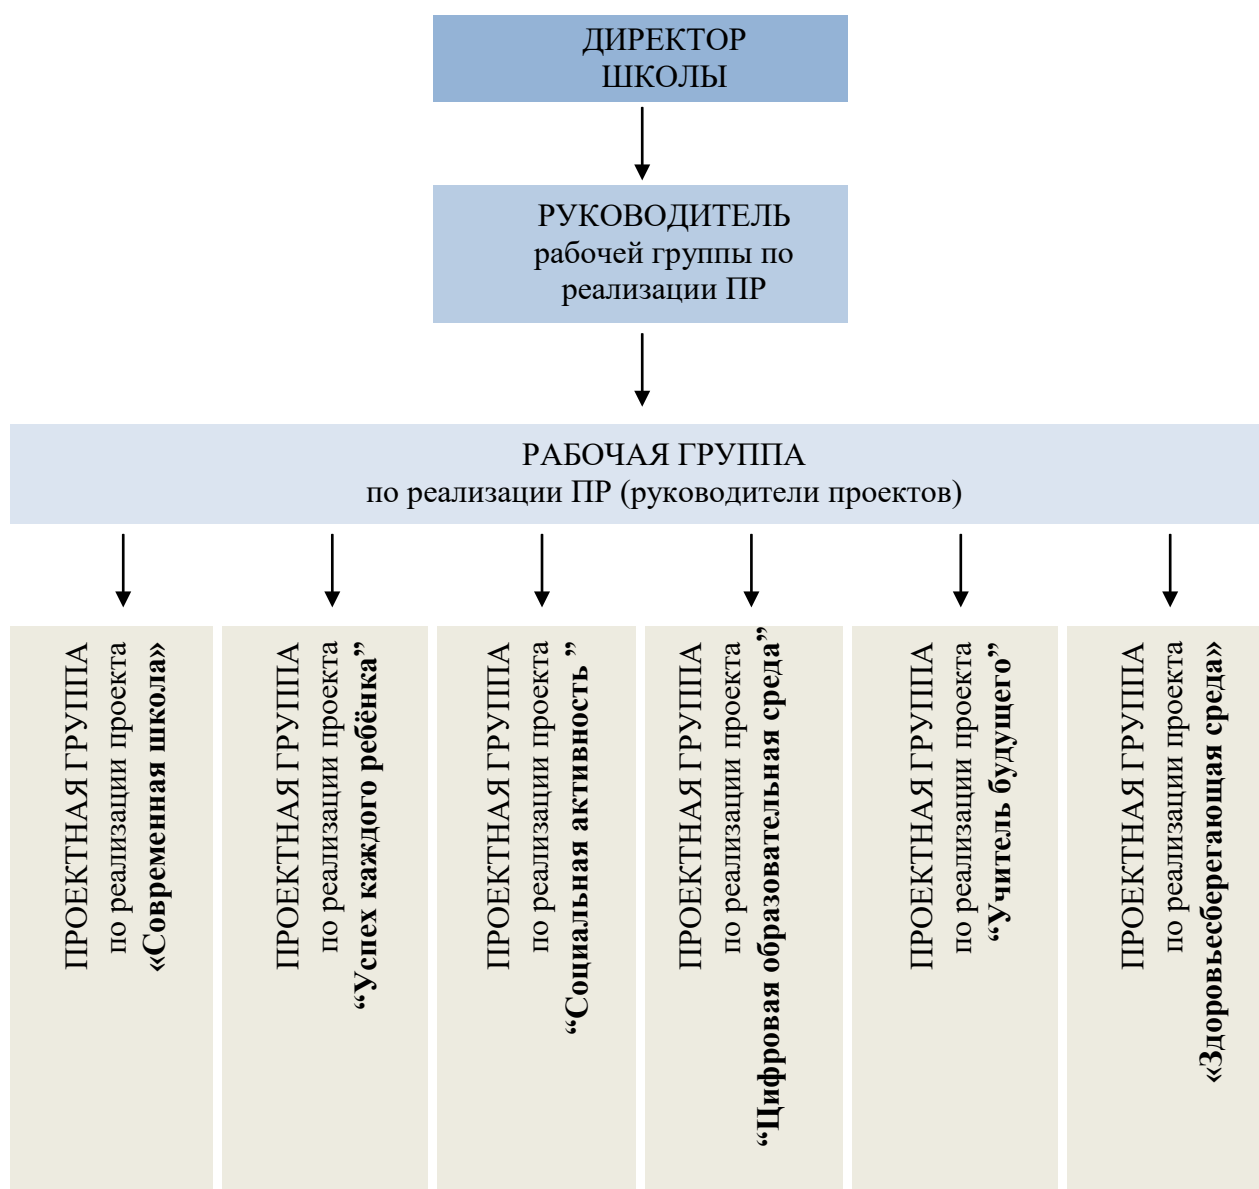 ДИРЕКТОР
ШКОЛЫ
РУКОВОДИТЕЛЬ
рабочей группы по
реализации ПР
РАБОЧАЯ ГРУППА
по реализации ПР (руководители проектов)
ПРОЕКТНАЯ ГРУППА
по реализации проекта
«Современная школа»
ПРОЕКТНАЯ ГРУППА
по реализации проекта
“Успех каждого ребёнка”
ПРОЕКТНАЯ ГРУППА
по реализации проекта
“Социальная активность ”
ПРОЕКТНАЯ ГРУППА
по реализации проекта
“Цифровая образовательная среда”
ПРОЕКТНАЯ ГРУППА
по реализации проекта
“Учитель будущего”
ПРОЕКТНАЯ ГРУППА
по реализации проекта
«Здоровьесберегающая среда»